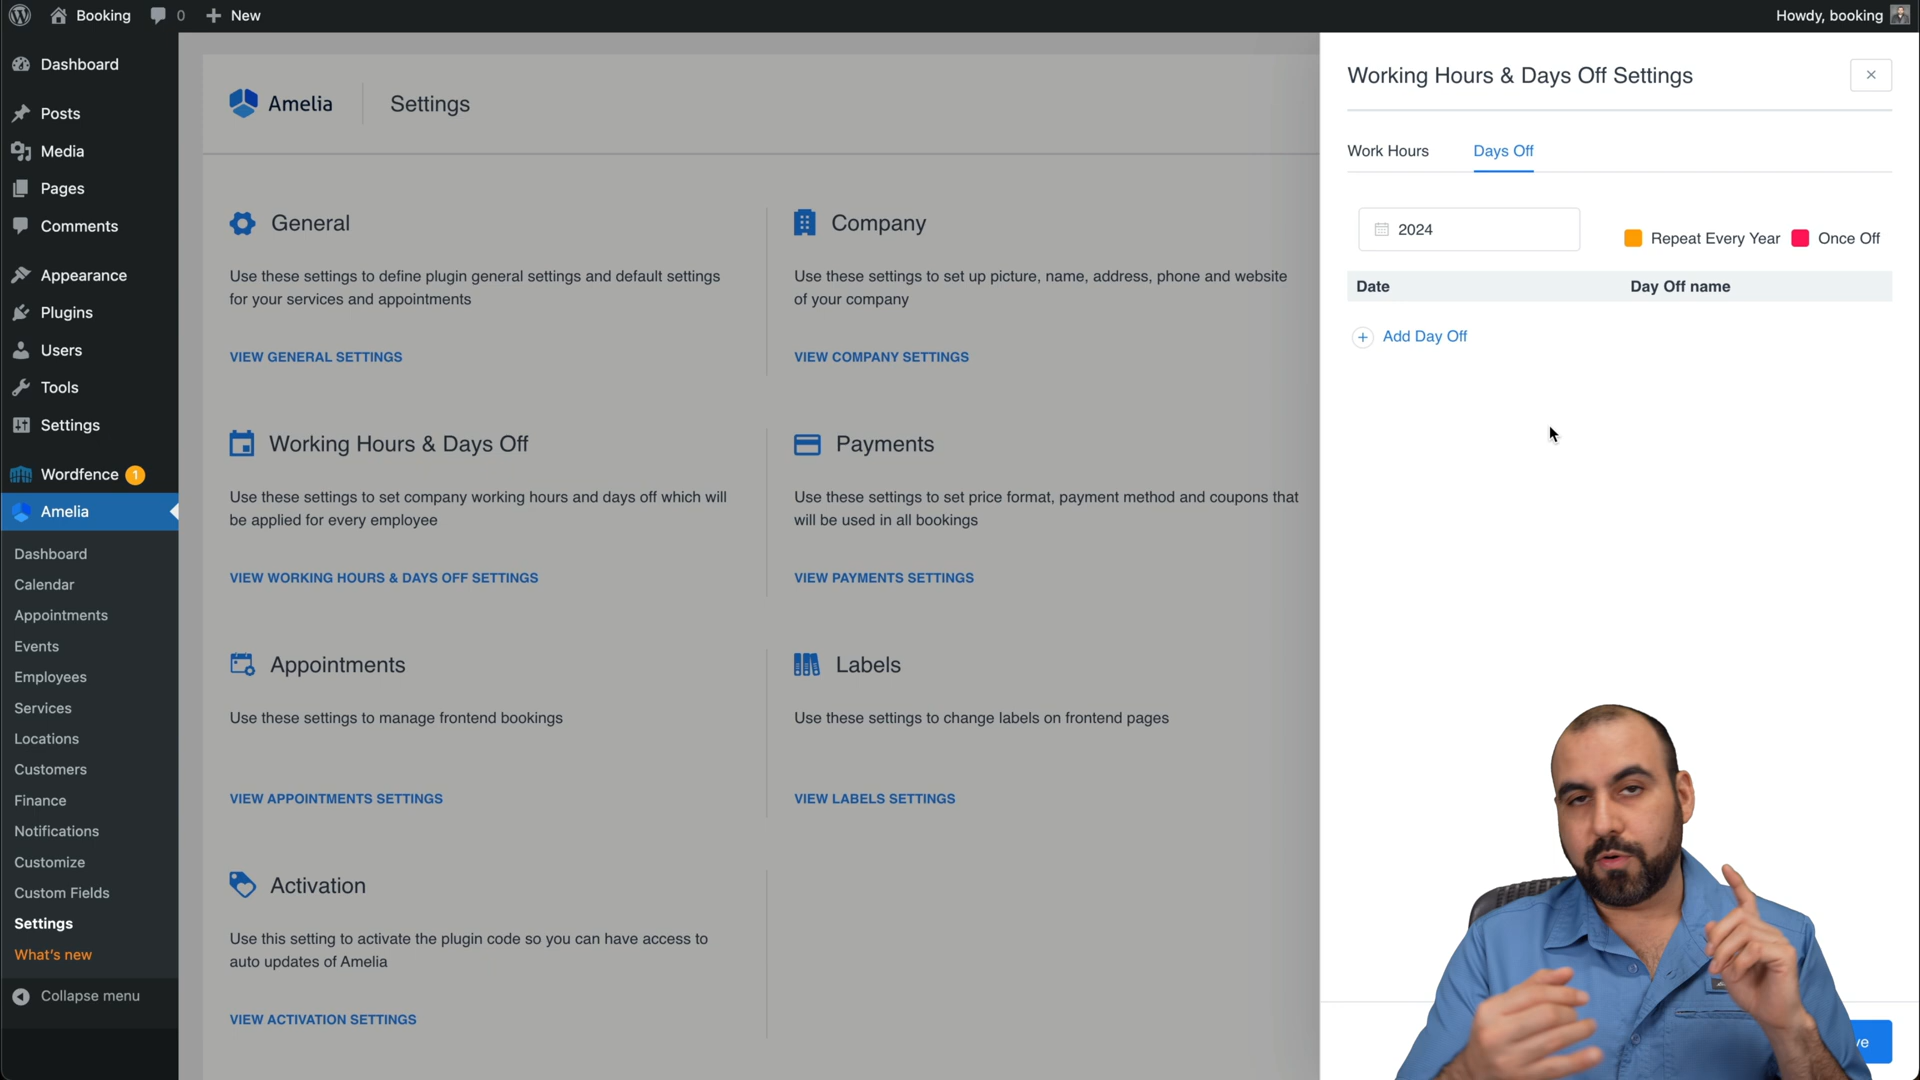 Booking
0
New
Howdy, booking
Dashboard
Posts
Media
Pages
Comments
Appearance
Plugins
Users
Tools
Settings
Wordfence 1
Amelia
Dashboard
Calendar
Appointments
Events
Employees
Services
Locations
Customers
Finance
Notifications
Customize
Custom Fields
Settings
What's new
Collapse menu
Amelia
Settings
General
Use these settings to define plugin general settings and default settings
for your services and appointments
VIEW GENERAL SETTINGS
Company
Use these settings to set up picture, name, address, phone and website
of your company
VIEW COMPANY SETTINGS
Working Hours & Days Off
Use these settings to set company working hours and days off which will
be applied for every employee
VIEW WORKING HOURS & DAYS OFF SETTINGS
Payments
Use these settings to set price format, payment method and coupons that
will be used in all bookings
VIEW PAYMENTS SETTINGS
Appointments
Use these settings to manage frontend bookings
VIEW APPOINTMENTS SETTINGS
Labels
Use these settings to change labels on frontend pages
VIEW LABELS SETTINGS
Activation
Use this setting to activate the plugin code so you can have access to
auto updates of Amelia
VIEW ACTIVATION SETTINGS
Working Hours & Days Off Settings
Work Hours
Days Off
2024
Repeat Every Year
Once Off
Date
Day Off name
Add Day Off